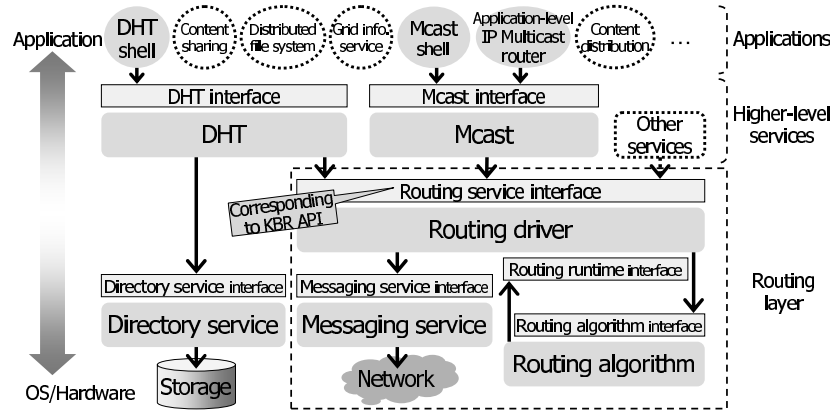 Application
DHT
shell
Content
sharing
Distributed
file system
Grid info.
service
Mcast
shell
Application-level
IP Multicast
router
Content
distribution
...
Applications
DHT interface
Mcast interface
DHT
Mcast
Other
services
Higher-level
services
Routing service interface
Corresponding
to KBR API
Routing driver
Routing runtime interface
Directory service interface
Messaging service interface
Routing
layer
Directory service
Messaging service
Routing algorithm interface
Routing algorithm
OS/Hardware
Storage
Network